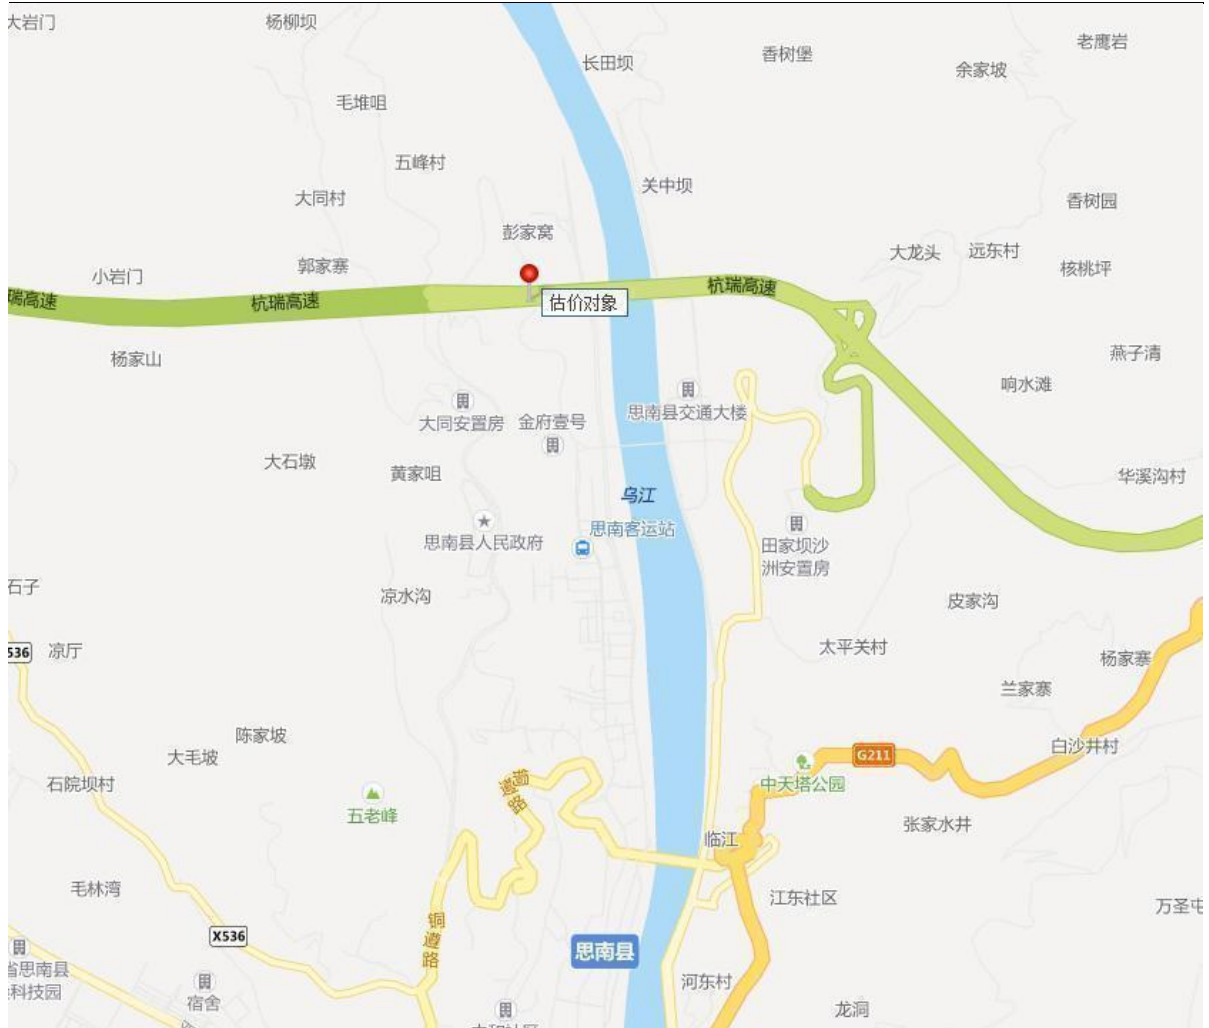 大岩门
杨柳坝
老鹰岩
香树堡
长田坝
余家坡
毛堆咀
五峰村
关中坝
大同村
香树园
彭家窝
大龙头
远东村
郭家寨
核桃坪
小岩门
杭瑞高速
瑞高速
杭瑞高速
估价对象
杨家山
燕子清
响水滩
思南县交通大楼
大同安置房
金府壹号
大石墩
黄家咀
华溪沟村
乌江
思南客运站
思南县人民政府
田家坝沙
洲安置房
石子
凉水沟
皮家沟
太平关村
536
凉厅
杨家寨
兰家寨
陈家坡
白沙井村
大毛坡
G211
石院坝村
中天塔公园
铜遵路
五老峰
张家水井
临江
毛林湾
江东社区
万圣屯
铜遵路
X536
思南县
省思南县
科技园
河东村
宿舍
龙洞